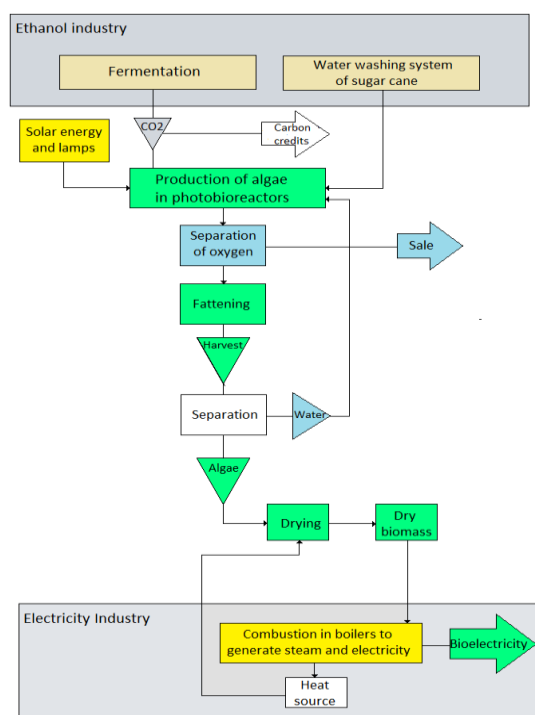 Ethanol industry
Fermentation
Water washing system
of sugar cane
CO2
Carbon
credits
Solar energy
and lamps
Production of algae
in photobioreactors
Separation
of oxygen
Sale
Fattening
Harvest
Separation
Water
Algae
Drying
Dry
biomass
Electricity Industry
Combustion in boilers to
generate steam and electricity
Bioelectricity
Heat
source